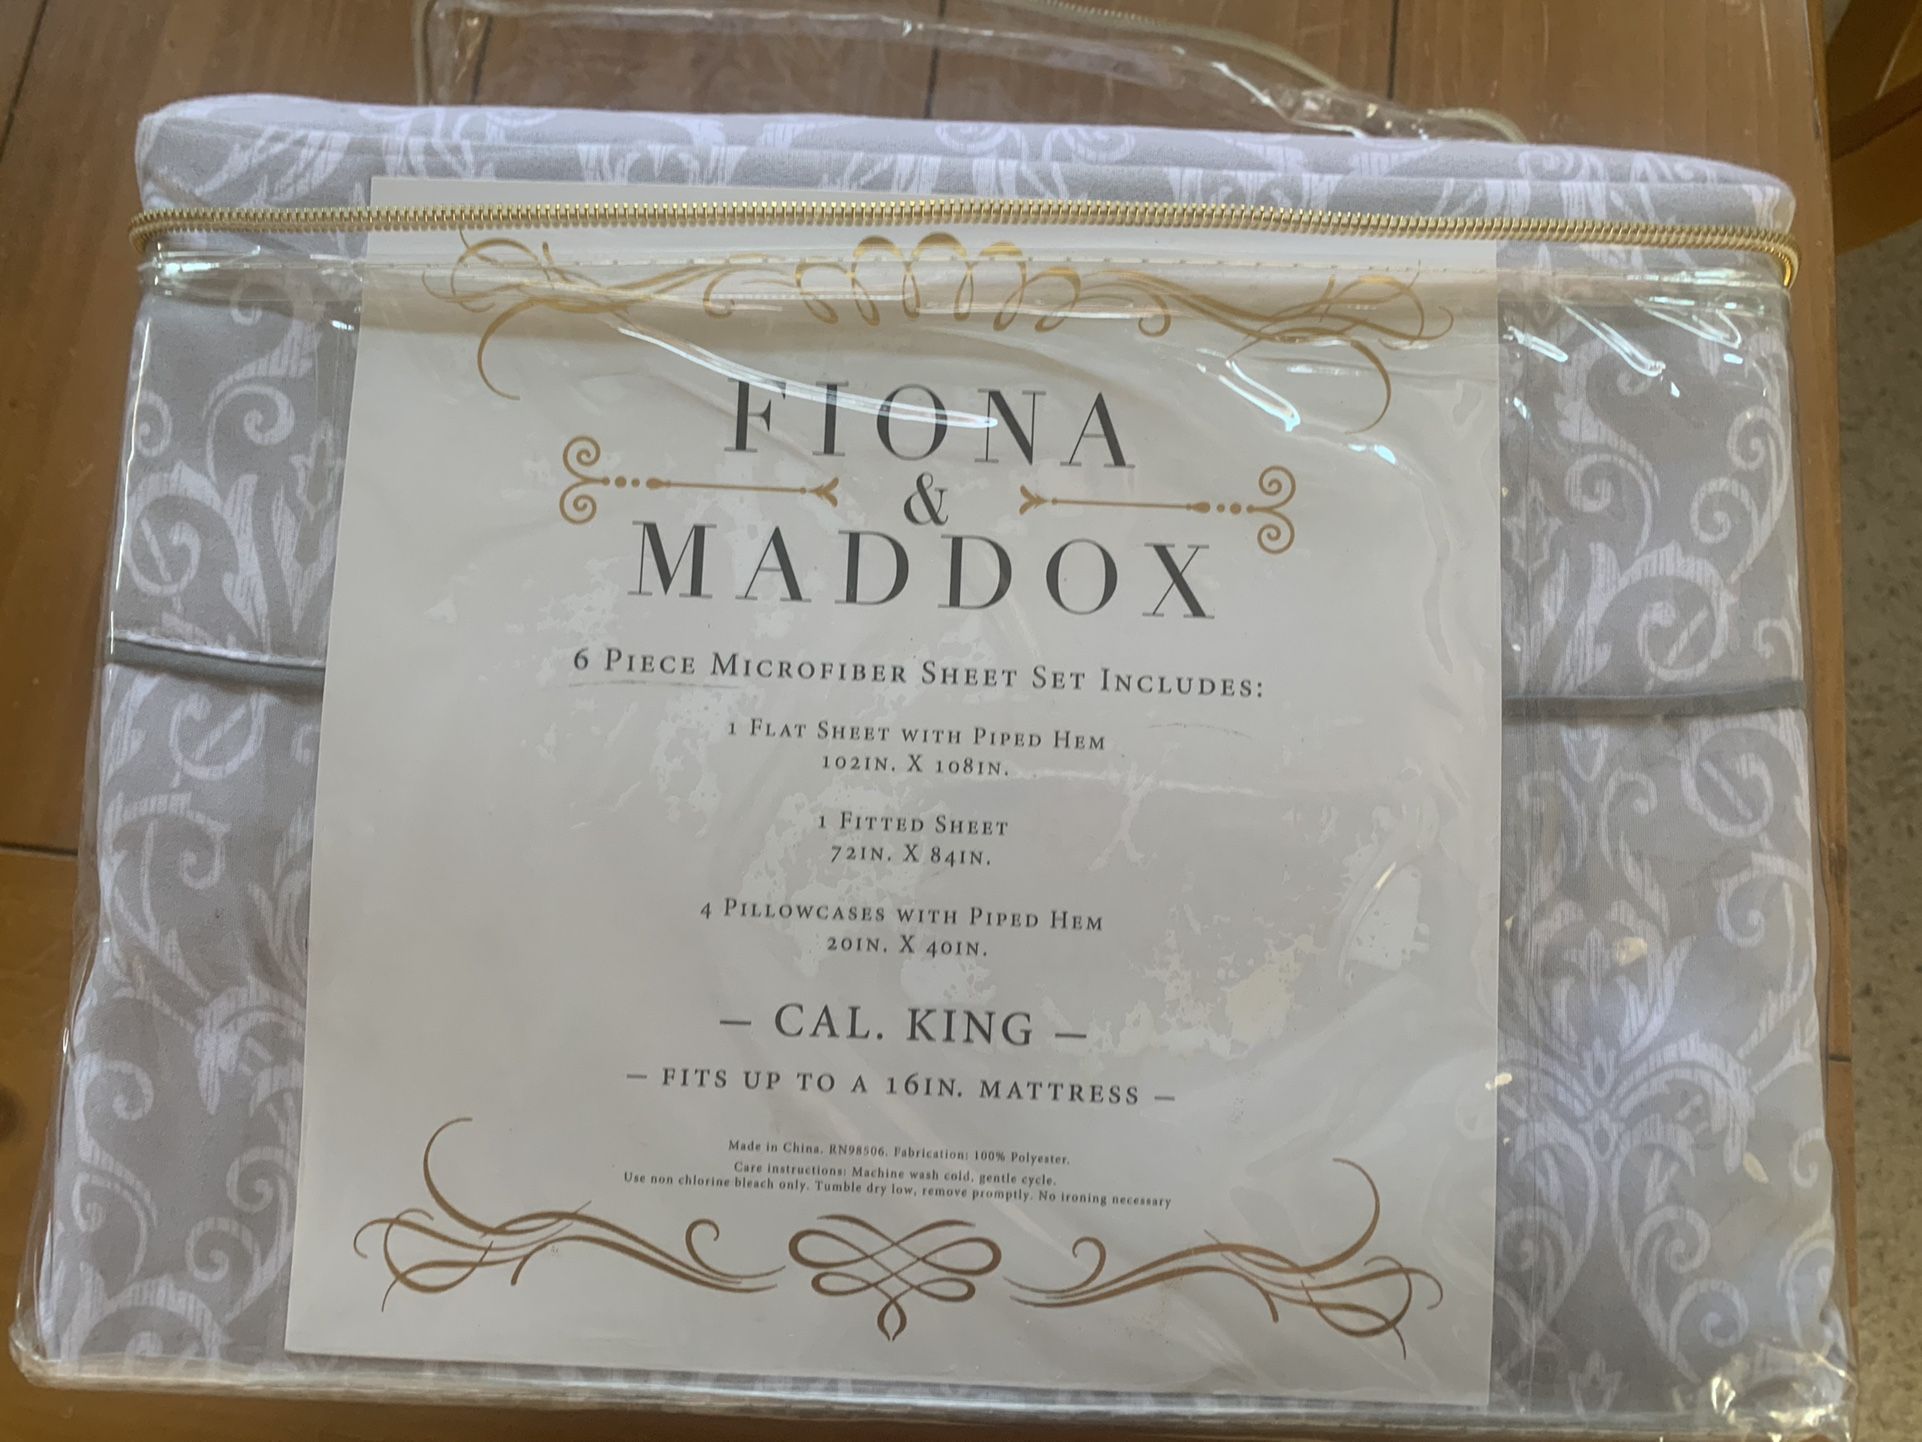 FIONA
&
MADDOX
6 PIECE MICROFIBER SHEET SET INCLUDES:
1 FLAT SHEET WITH PIPED HEM
102IN. X 108IN.
1 FITTED SHEET
72IN. X 84IN.
4 PILLOWCASES WITH PIPED HEM
20IN. X 40IN.
— CAL. KING —
— FITS UP TO A 16IN. MATTRESS —
Made in China. RN98506. Fabrication: 100% Polyester.
Care instructions: Machine wash cold, gentle cycle.
Use non chlorine bleach only. Tumble dry low, remove promptly. No ironing necessary